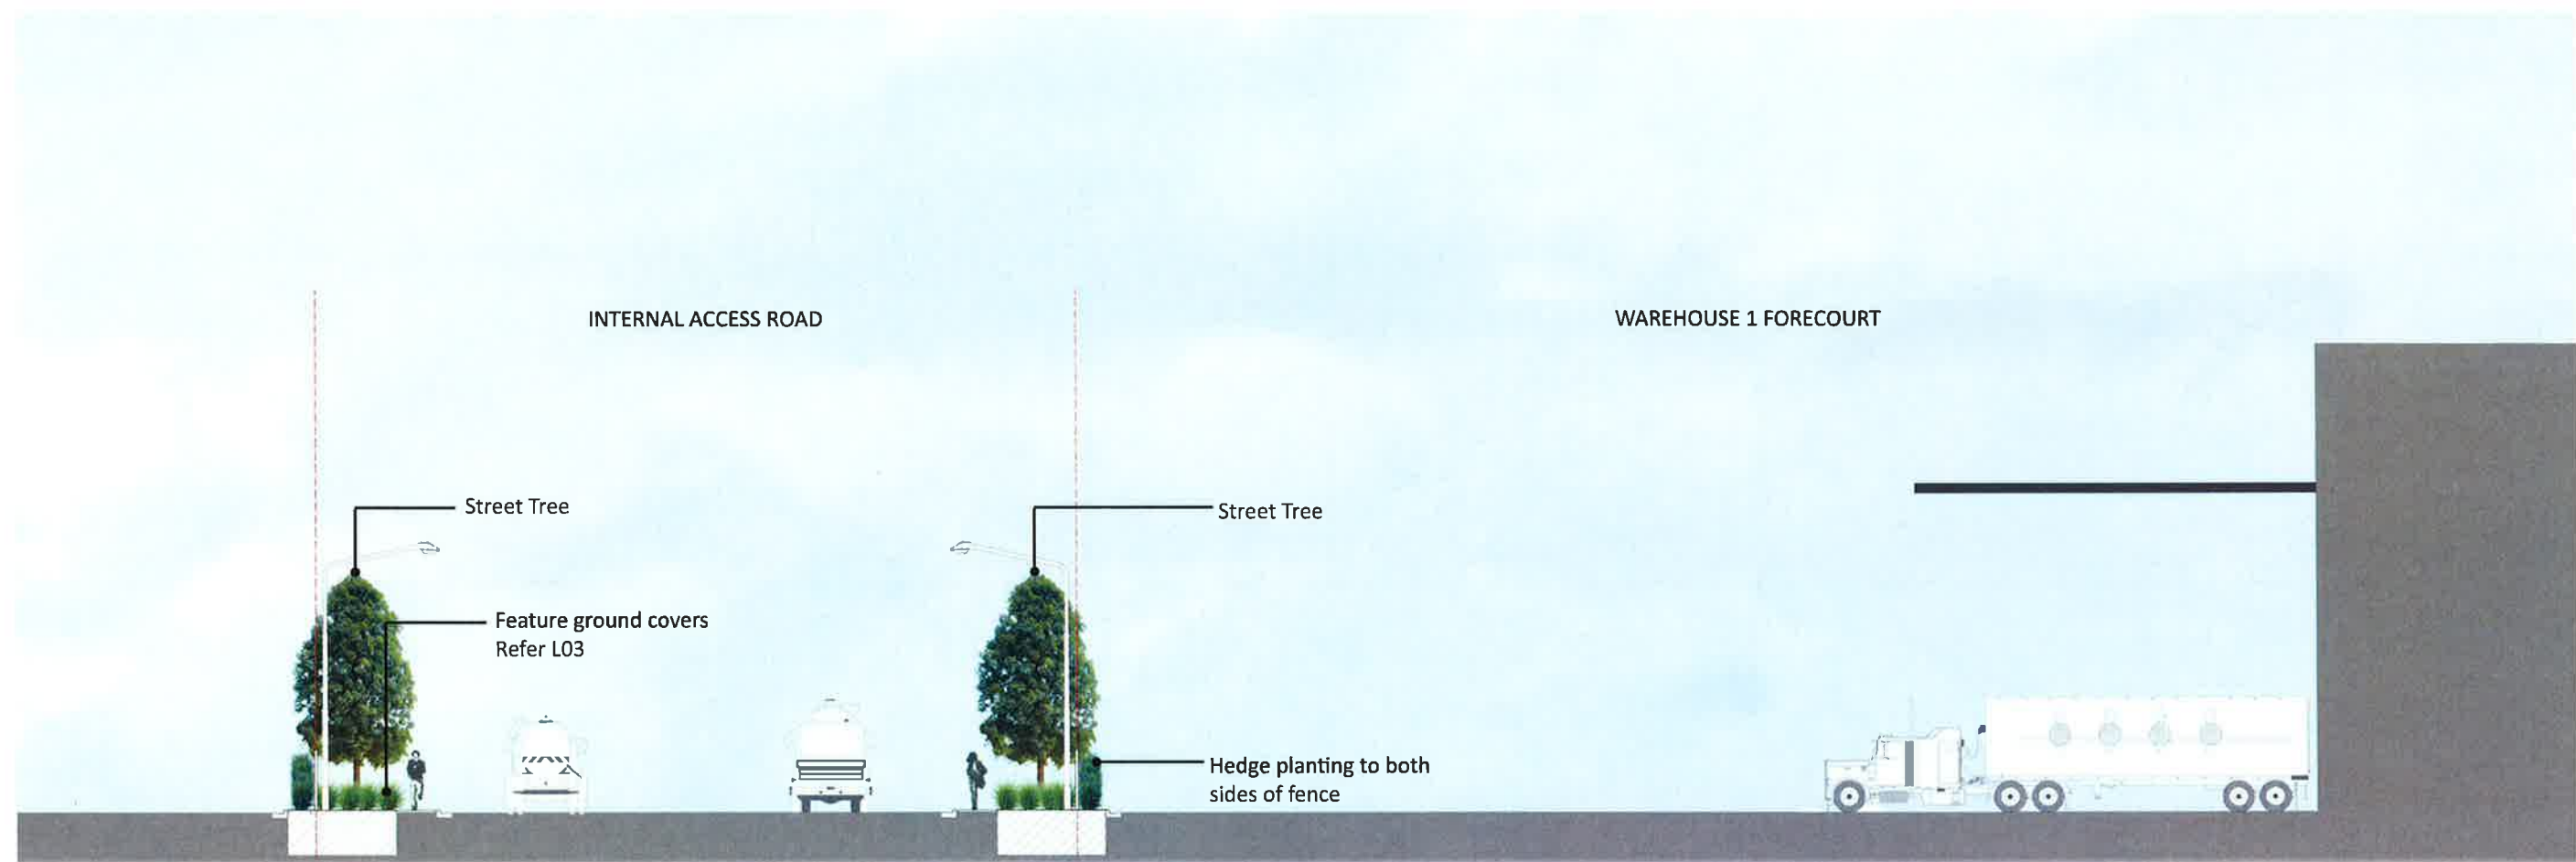 INTERNAL ACCESS ROAD
WAREHOUSE 1 FORECOURT
Street Tree
Street Tree
Feature ground covers
Refer L03
Hedge planting to both
sides of fence